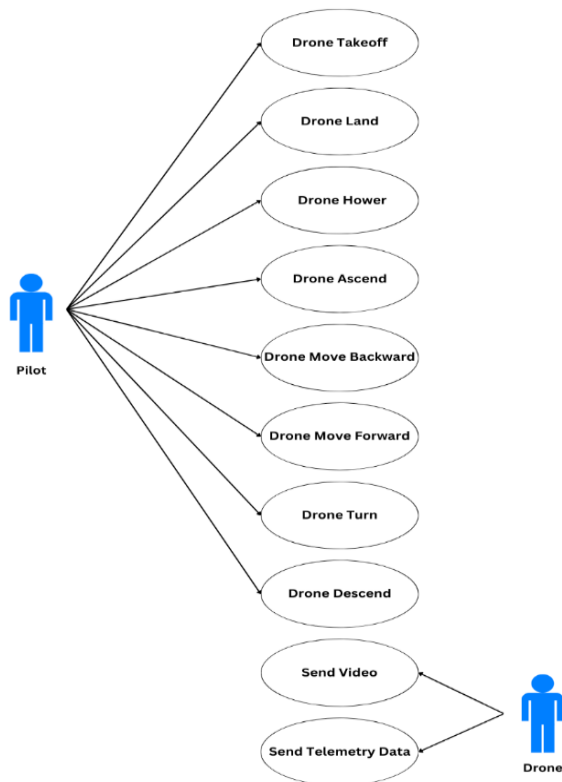 Drone Takeoff
Drone Land
Drone Hower
Drone Ascend
Pilot
Drone Move Backward
Drone Move Forward
Drone Turn
Drone Descend
Send Video
Send Telemetry Data
Drone